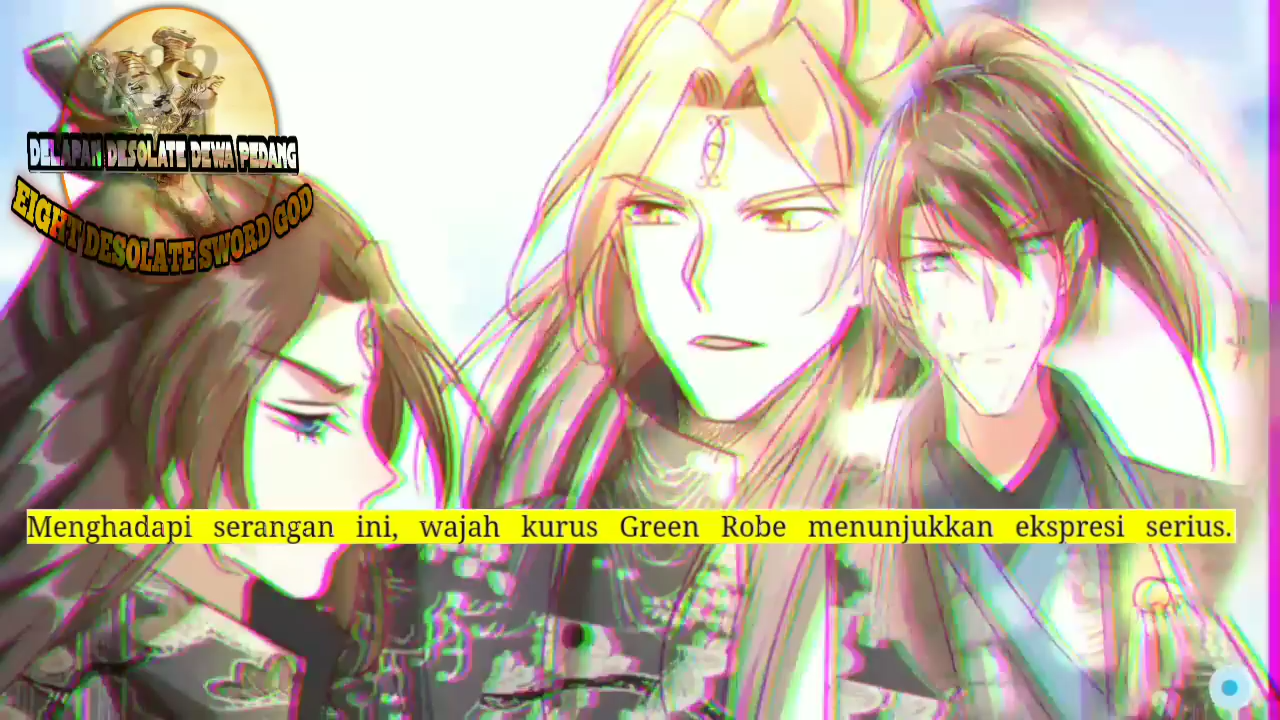 DELAPAN DESOLATE DEWA PEDANG
EIGHT DESOLATE SWORD GOD
Menghadapi serangan ini, wajah kurus Green Robe menunjukkan ekspresi serius.